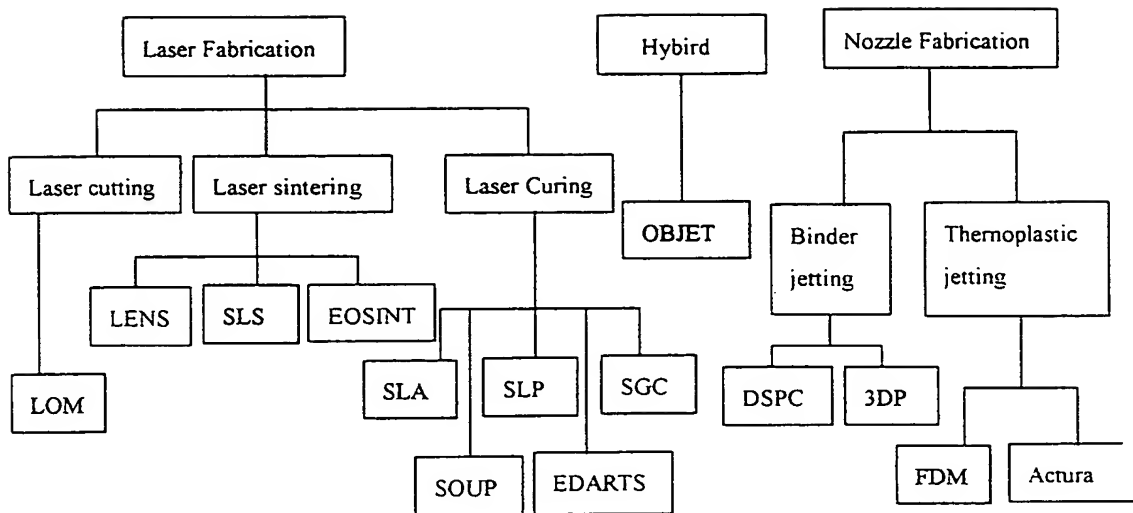 Laser Fabrication
Hybird
Nozzle Fabrication
Laser cutting
Laser sintering
Laser Curing
OBJET
Binder
jetting
Thernoplastic
jetting
LENS
SLS
EOSINT
LOM
SLA
SLP
SGC
DSPC
3DP
SOUP
EDARTS
FDM
Actura